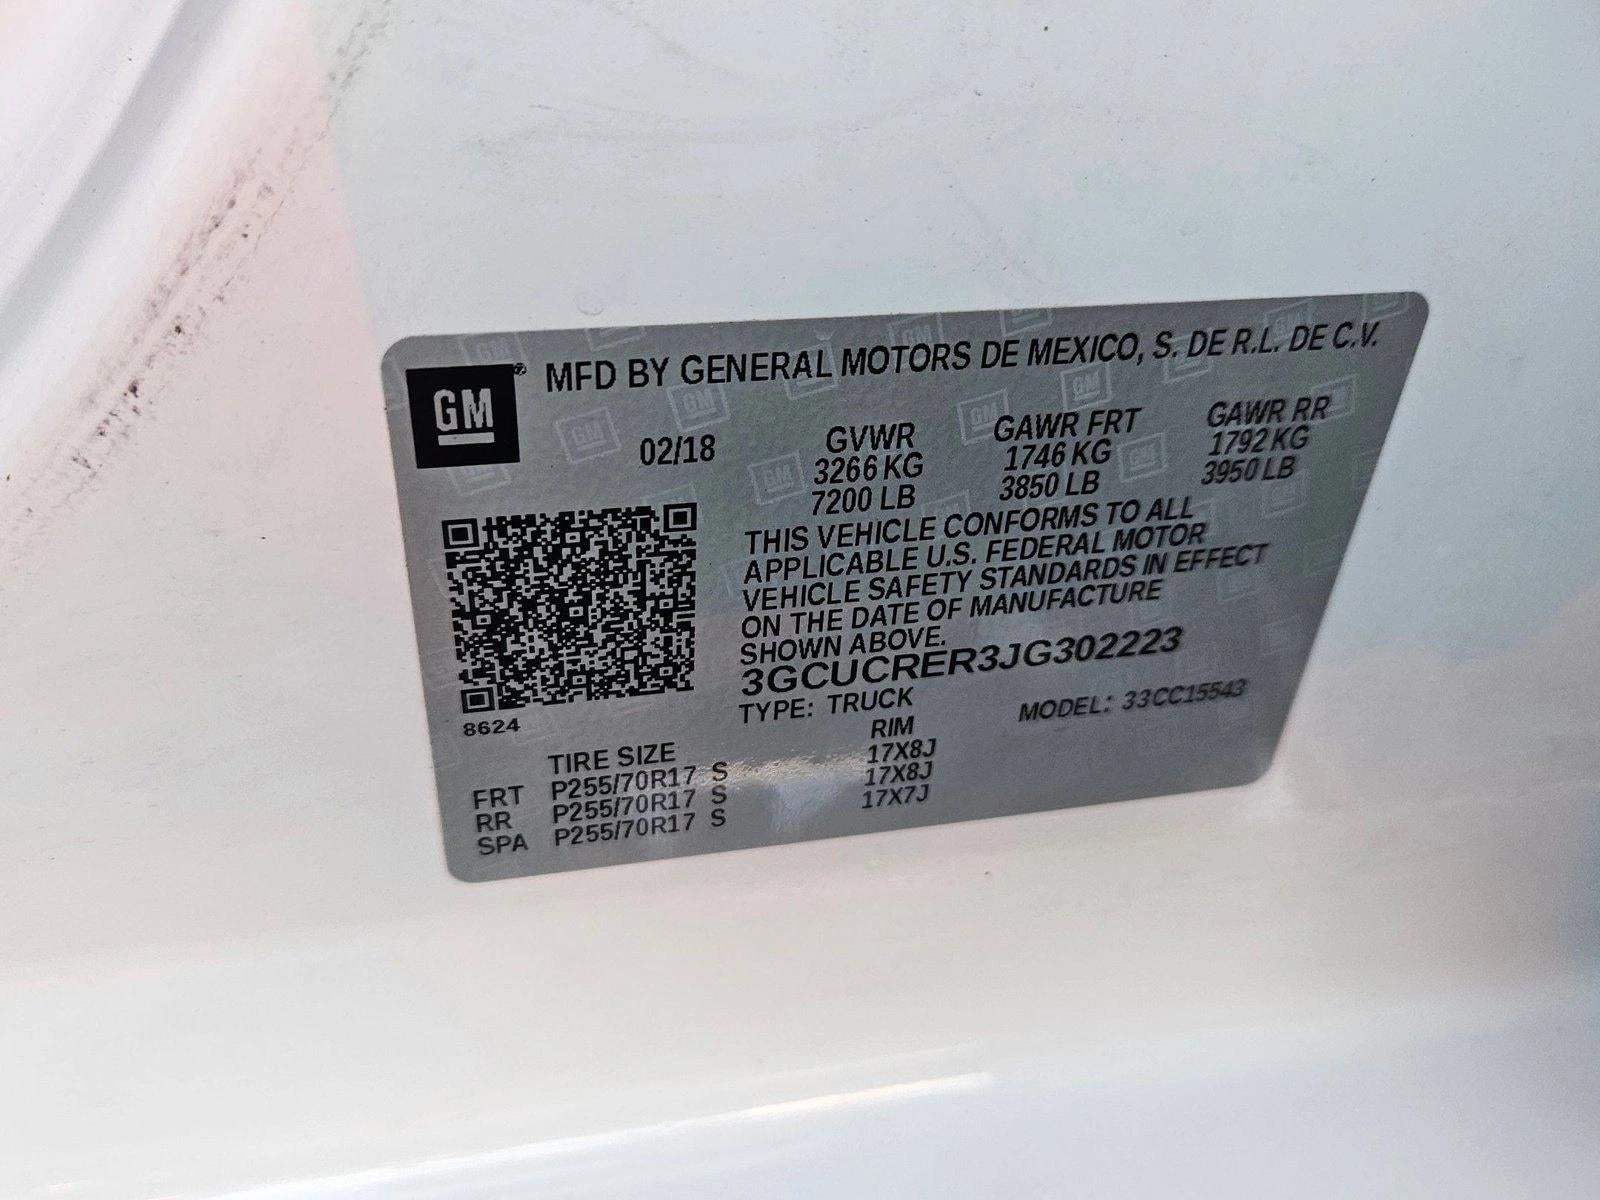 GM
MFD BY GENERAL MOTORS DE MEXICO, S. DE R.L. DE C.V.
02/18 GVWR GAWR FRT GAWR RR
3266 KG 1746 KG 1792 KG
7200 LB 3850 LB 3950 LB
THIS VEHICLE CONFORMS TO ALL
APPLICABLE U.S. FEDERAL MOTOR
VEHICLE SAFETY STANDARDS IN EFFECT
ON THE DATE OF MANUFACTURE
SHOWN ABOVE.
3GCUCRER3JG302223
TYPE: TRUCK MODEL: 33CC15543
8624
TIRE SIZE RIM
FRT P255/70R17 S 17X8J
RR P255/70R17 S 17X8J
SPA P255/70R17 S 17X7J